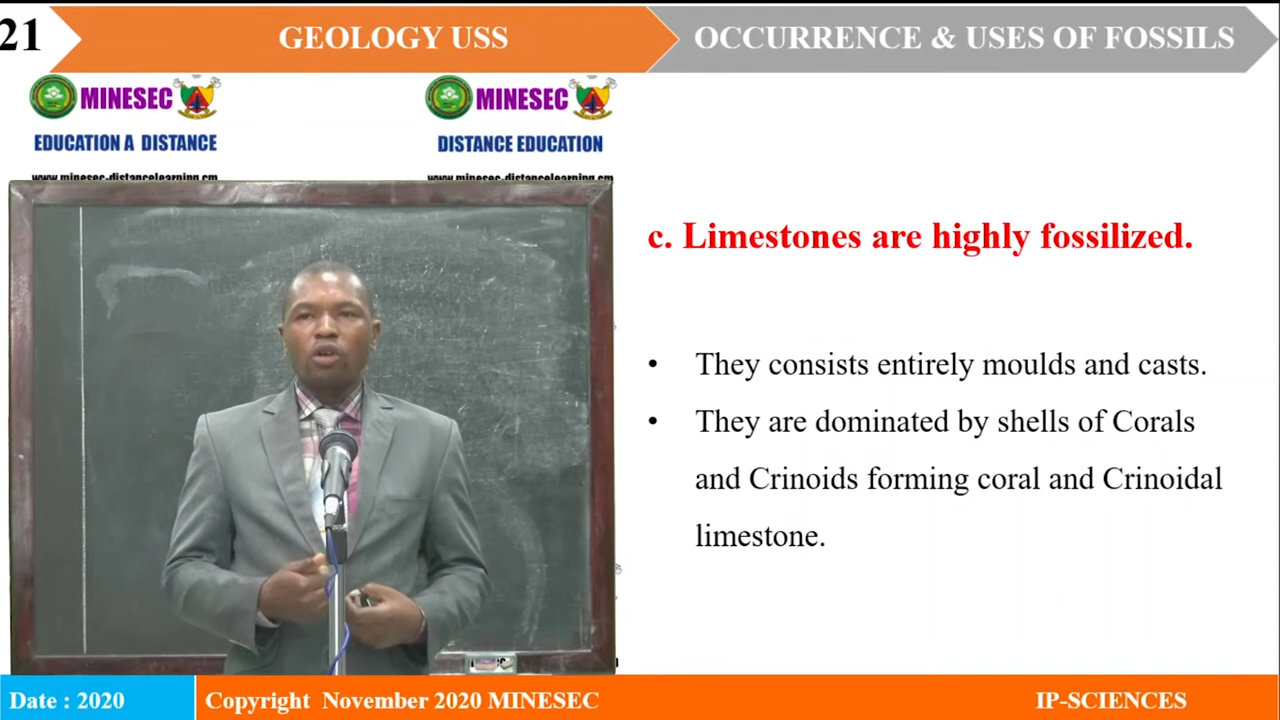 21
GEOLOGY USS
OCCURRENCE & USES OF FOSSILS
MINESEC
EDUCATION A DISTANCE
www.minesec-distancelearning.cm
MINESEC
DISTANCE EDUCATION
www.minesec-distancelearning.cm
c. Limestones are highly fossilized.
• They consists entirely moulds and casts.
• They are dominated by shells of Corals
and Crinoids forming coral and Crinoidal
limestone.
Date : 2020
Copyright November 2020 MINESEC
IP-SCIENCES